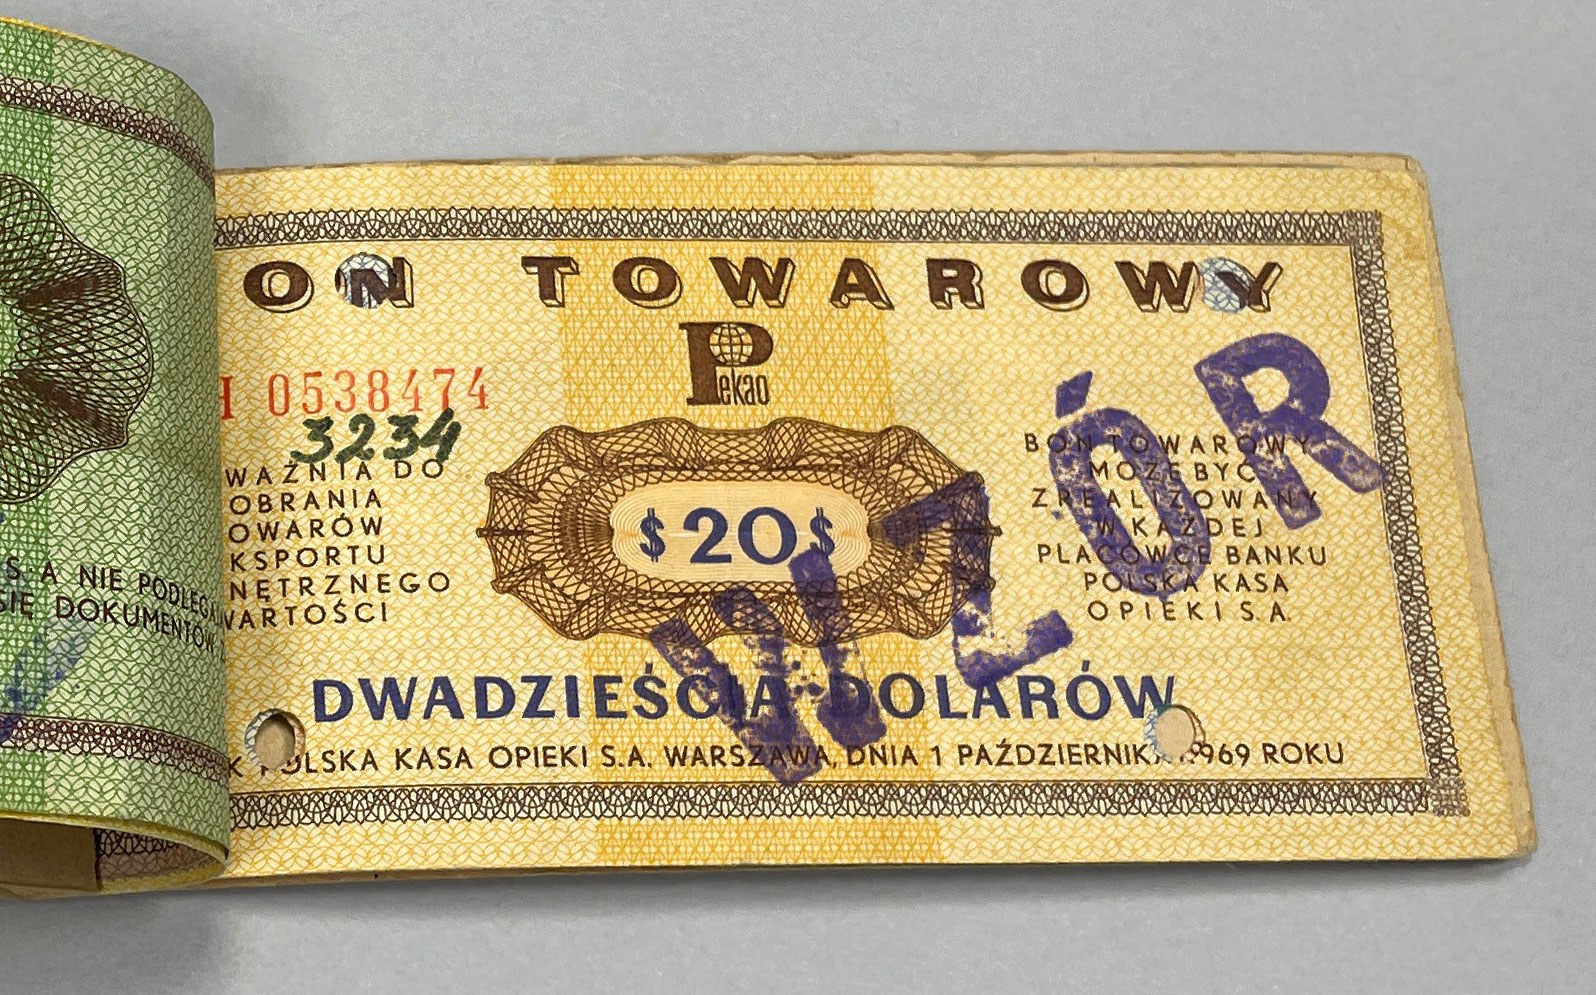 ON TOWAROWY
Pekao
H 0538474
3234
WAŻNIA DO
OBRANIA
OWARÓW
KSPORTU
NĘTRZNEGO
WARTOŚCI
$ 20 $
BON TOWAROWY
MOŻE BYĆ
ZREALIZOWANY
W KAŻDEJ
PLACÓWCE BANKU
POLSKA KASA
OPIEKI S.A.
WZÓR
DWADZIEŚCIA DOLARÓW
K POLSKA KASA OPIEKI S.A. WARSZAWA, DNIA 1 PAŹDZIERNIKA 1969 ROKU
S.A NIE PODLEGA
SIĘ DOKUMENTÓW